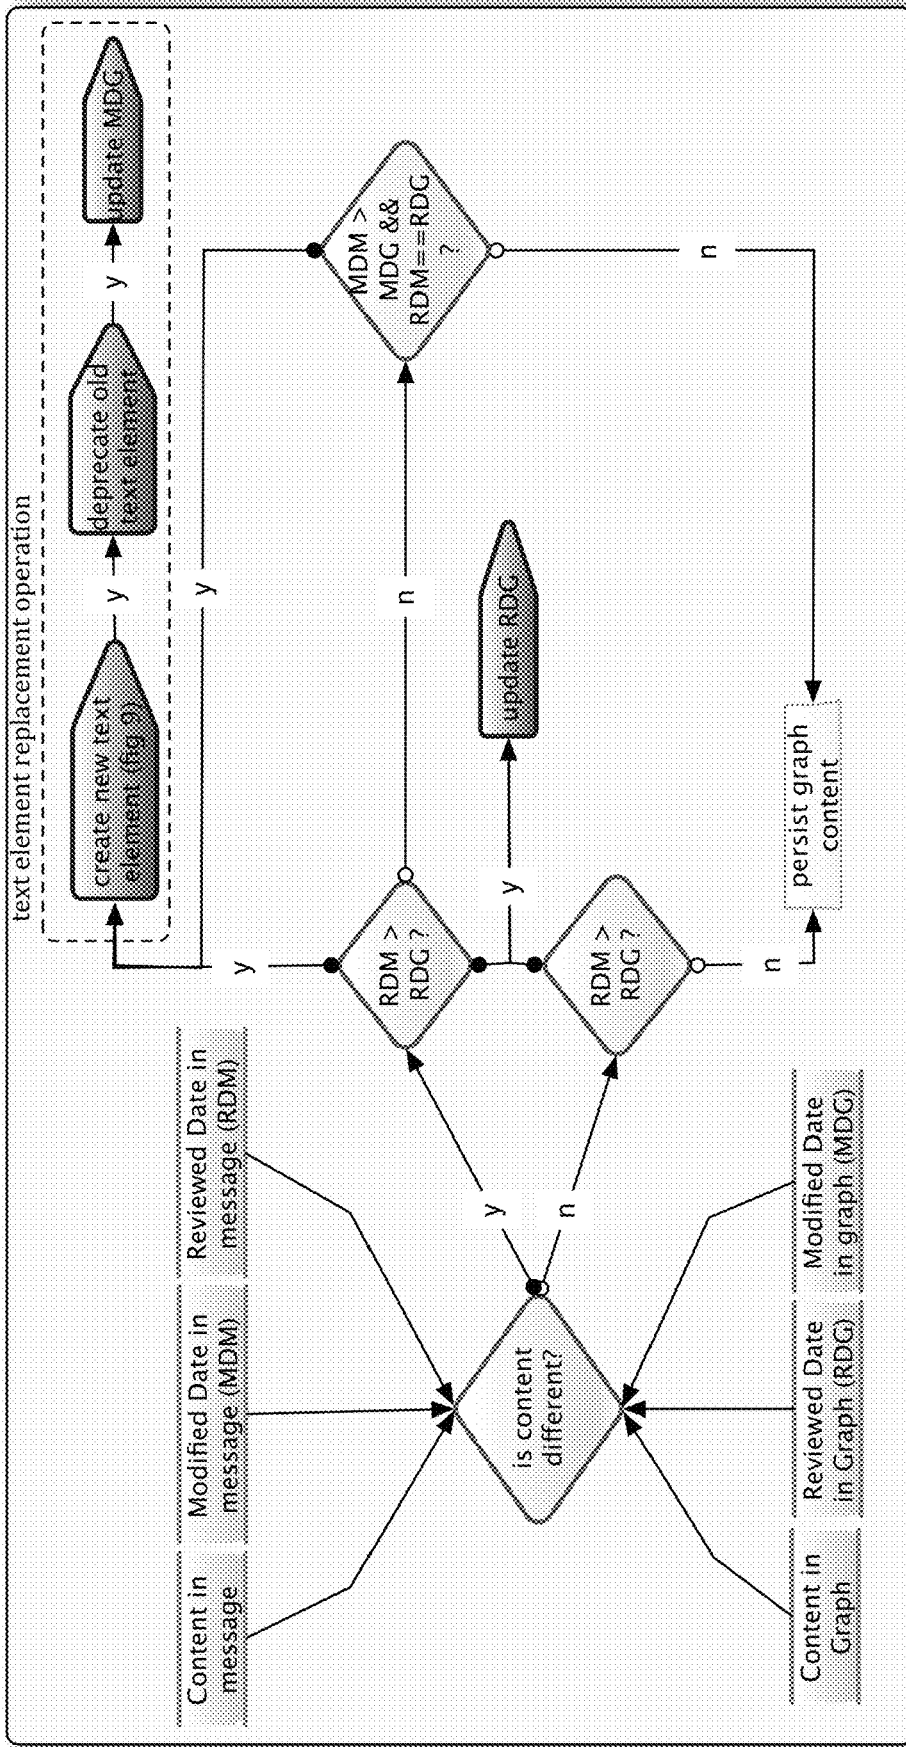 text element replacement operation
create new text
element (fig 9)
y
deprecate old
text element
y
update MDG
y
Content in
message
Modified Date in
message (MDM)
Reviewed Date in
message (RDM)
y
is content
different?
y
n
RDM >
RDG ?
n
MDM >
MDG &&
RDM==RDG
?
y
update RDG
RDM >
RDG ?
n
n
persist graph
content
Content in
Graph
Reviewed Date
in Graph (RDG)
Modified Date
in graph (MDG)